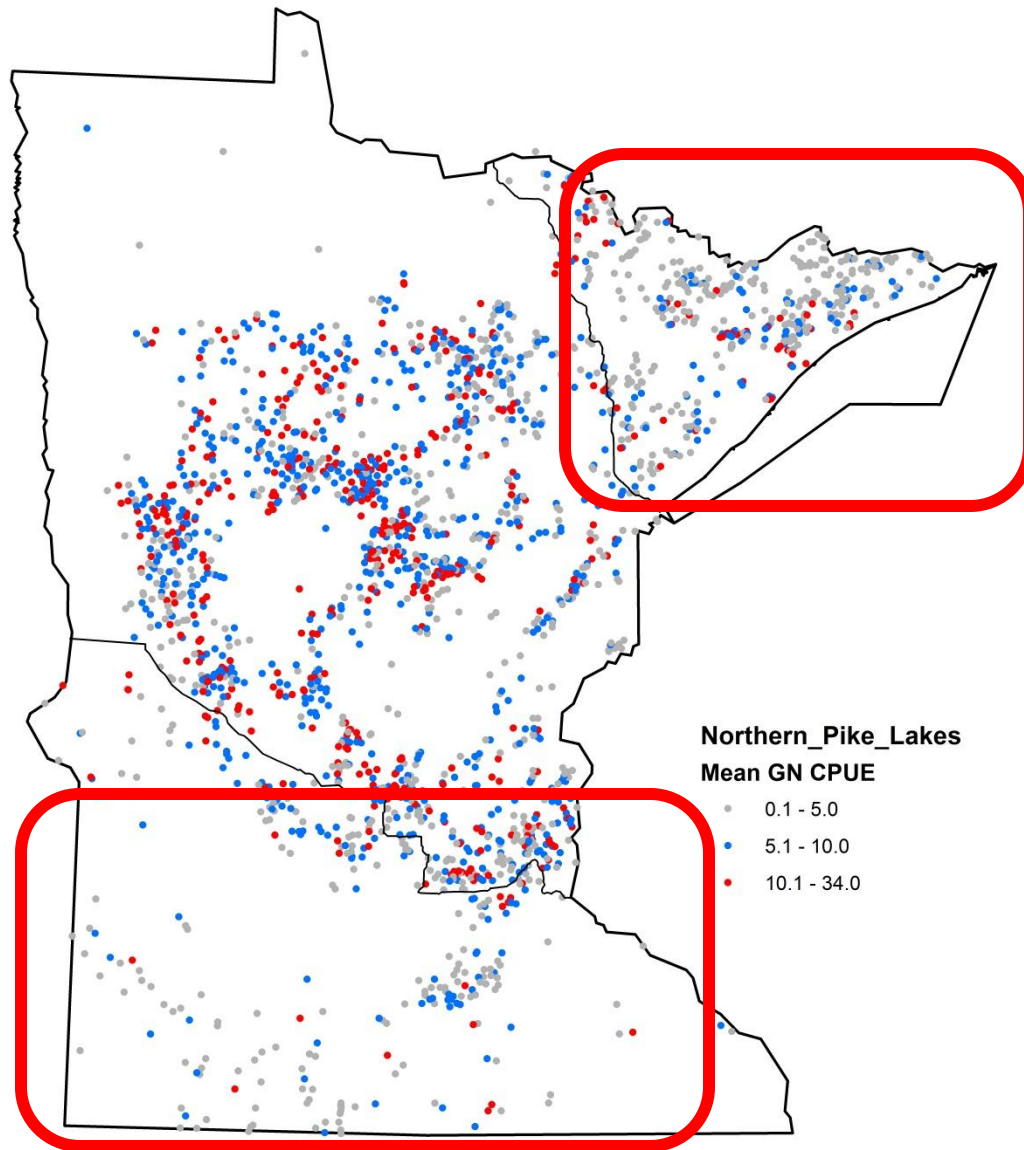 Northern_Pike_Lakes
Mean GN CPUE
0.1 - 5.0
5.1 - 10.0
10.1 - 34.0